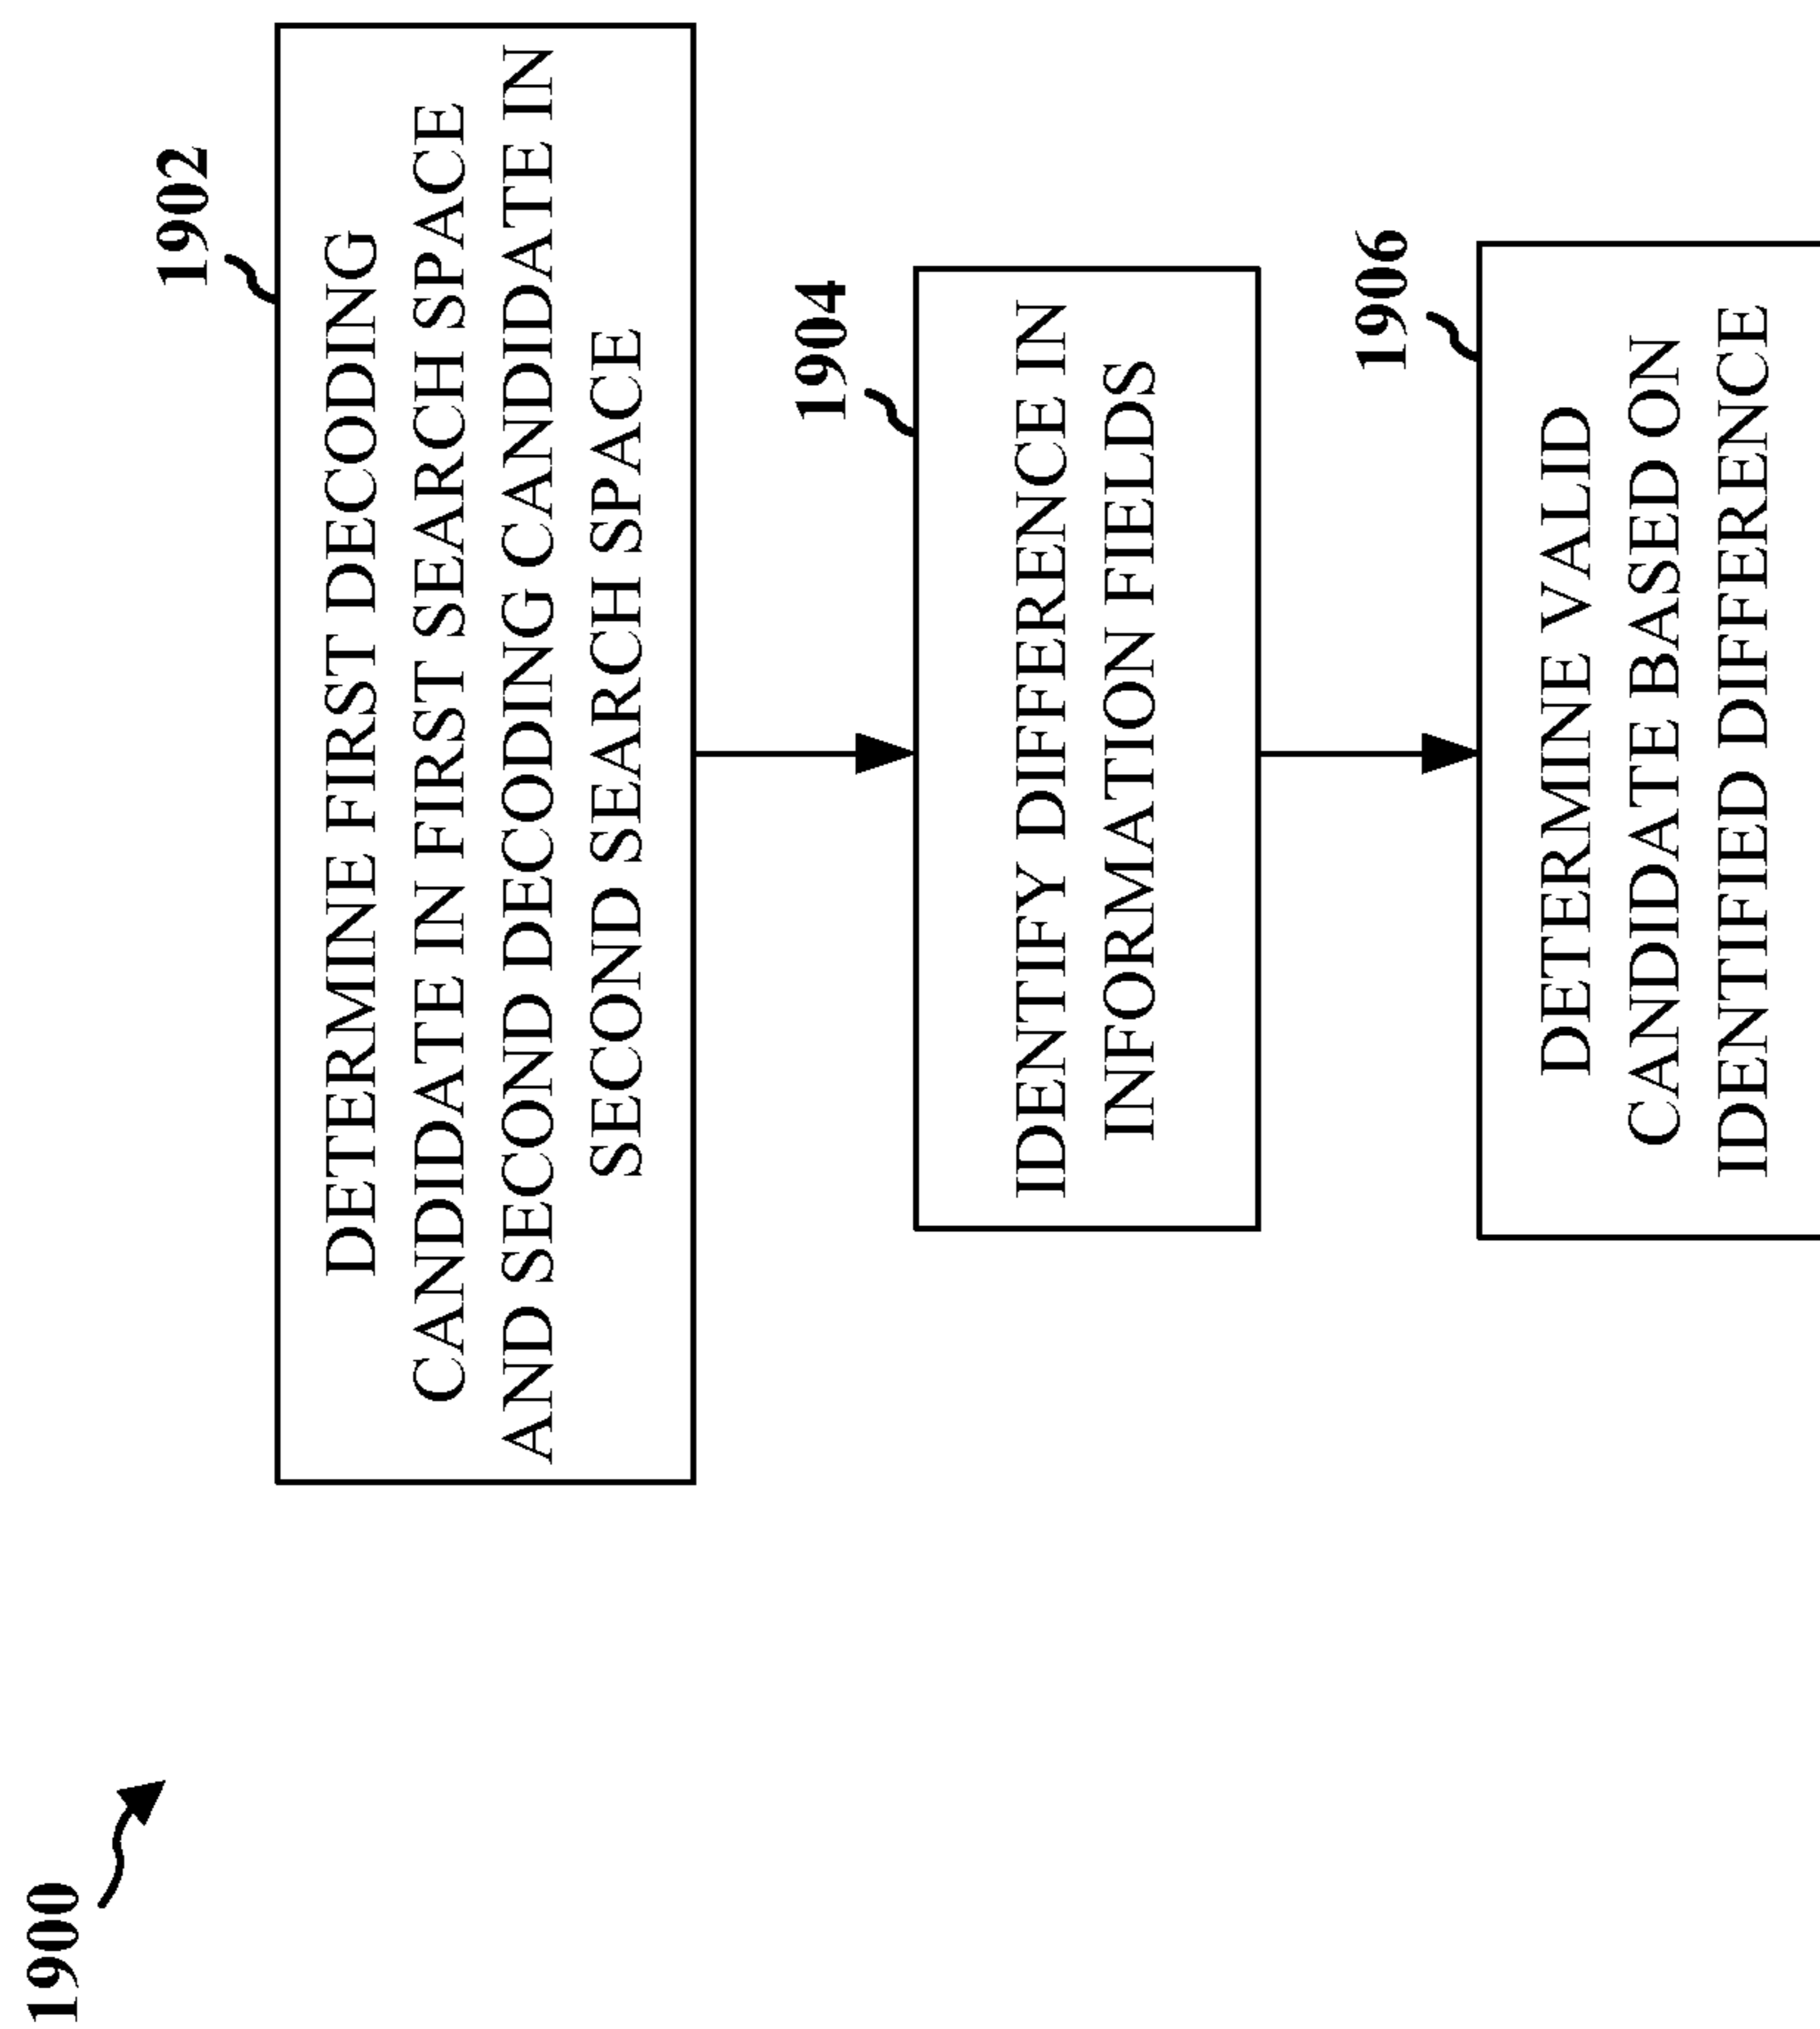 1900
1902
DETERMINE FIRST DECODING
CANDIDATE IN FIRST SEARCH SPACE
AND SECOND DECODING CANDIDATE IN
SECOND SEARCH SPACE
1904
IDENTIFY DIFFERENCE IN
INFORMATION FIELDS
1906
DETERMINE VALID
CANDIDATE BASED ON
IDENTIFIED DIFFERENCE